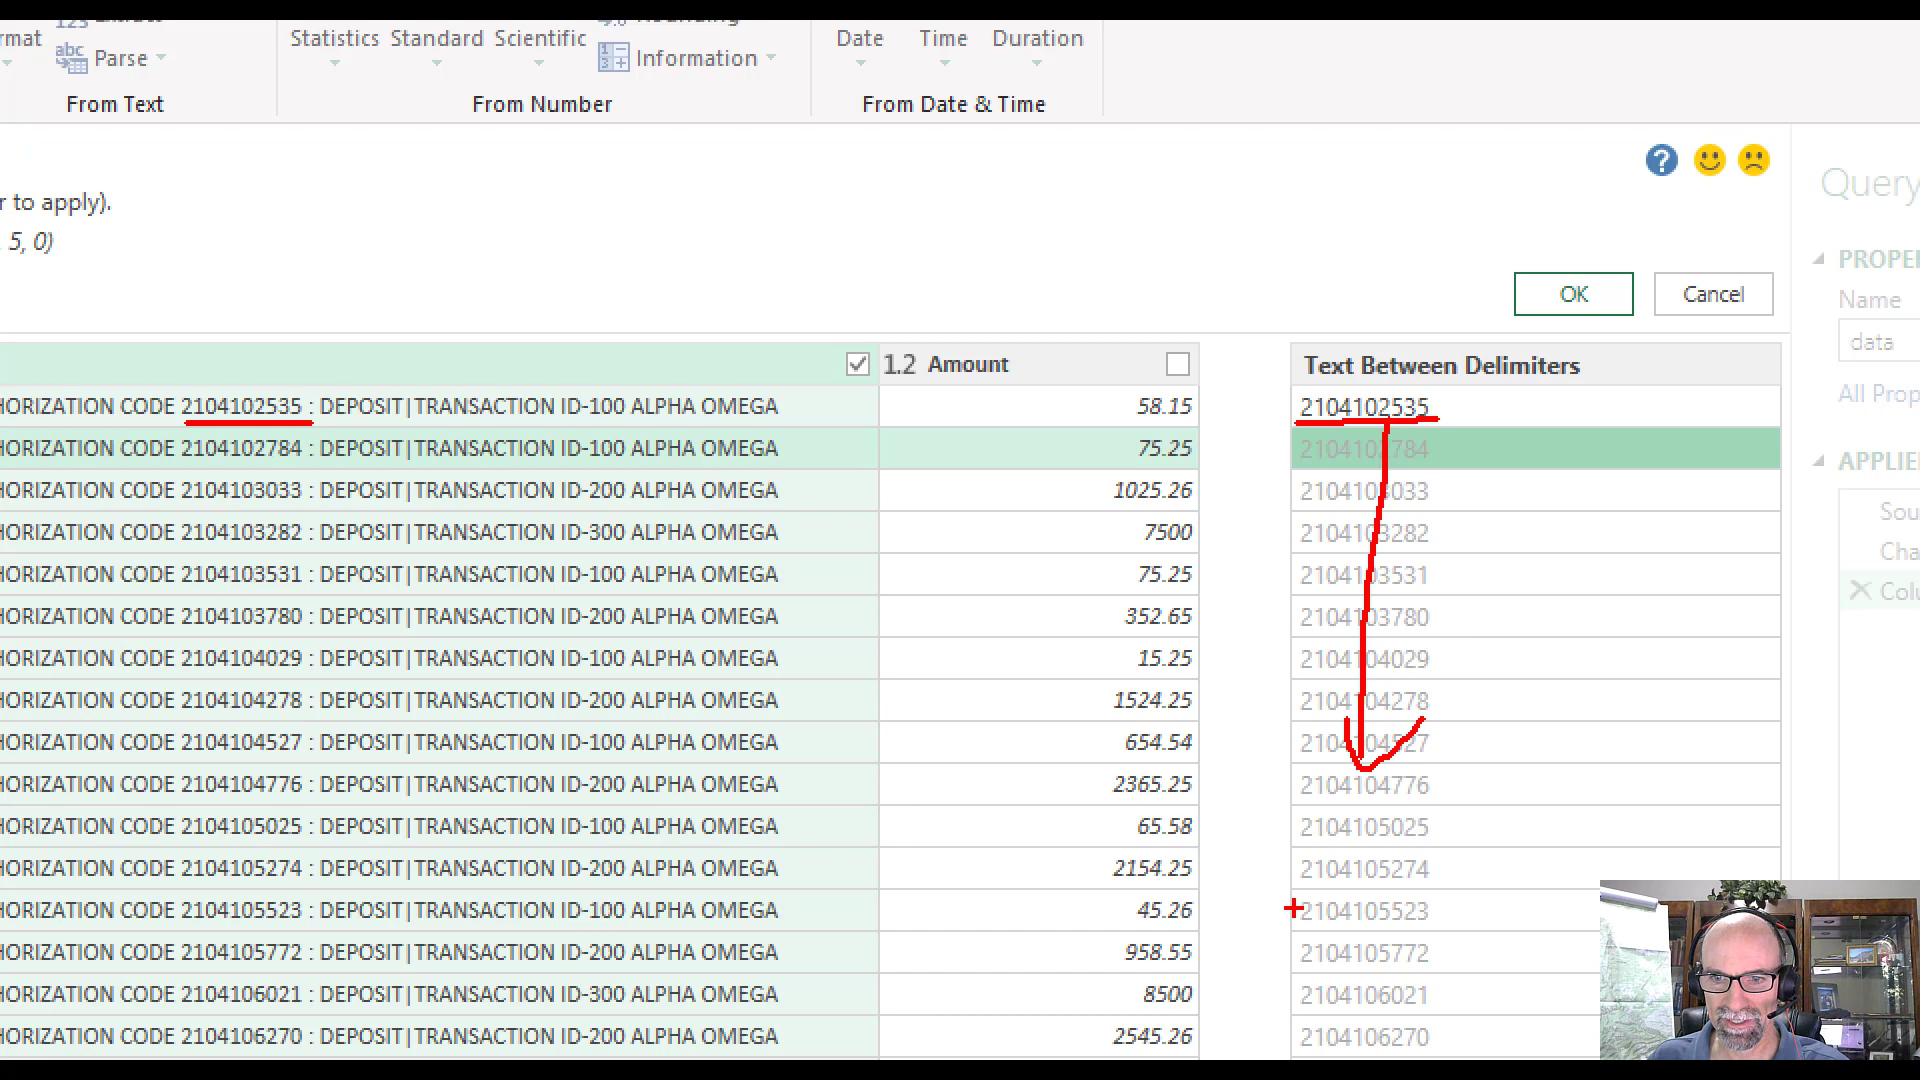 rmat
Parse
Statistics Standard Scientific
Information
Date Time Duration
From Text
From Number
From Date & Time
r to apply).
5, 0)
OK
Cancel
Query
PROPE
Name
data
All Prop
APPLIE
Sou
Cha
Colu
1.2 Amount
Text Between Delimiters
HORIZATION CODE 2104102535 : DEPOSIT|TRANSACTION ID-100 ALPHA OMEGA 58.15 2104102535
HORIZATION CODE 2104102784 : DEPOSIT|TRANSACTION ID-100 ALPHA OMEGA 75.25 2104102784
HORIZATION CODE 2104103033 : DEPOSIT|TRANSACTION ID-200 ALPHA OMEGA 1025.26 2104103033
HORIZATION CODE 2104103282 : DEPOSIT|TRANSACTION ID-300 ALPHA OMEGA 7500 2104103282
HORIZATION CODE 2104103531 : DEPOSIT|TRANSACTION ID-100 ALPHA OMEGA 75.25 2104103531
HORIZATION CODE 2104103780 : DEPOSIT|TRANSACTION ID-200 ALPHA OMEGA 352.65 2104103780
HORIZATION CODE 2104104029 : DEPOSIT|TRANSACTION ID-100 ALPHA OMEGA 15.25 2104104029
HORIZATION CODE 2104104278 : DEPOSIT|TRANSACTION ID-200 ALPHA OMEGA 1524.25 2104104278
HORIZATION CODE 2104104527 : DEPOSIT|TRANSACTION ID-100 ALPHA OMEGA 654.54 2104104527
HORIZATION CODE 2104104776 : DEPOSIT|TRANSACTION ID-200 ALPHA OMEGA 2365.25 2104104776
HORIZATION CODE 2104105025 : DEPOSIT|TRANSACTION ID-100 ALPHA OMEGA 65.58 2104105025
HORIZATION CODE 2104105274 : DEPOSIT|TRANSACTION ID-200 ALPHA OMEGA 2154.25 2104105274
HORIZATION CODE 2104105523 : DEPOSIT|TRANSACTION ID-100 ALPHA OMEGA 45.26 2104105523
HORIZATION CODE 2104105772 : DEPOSIT|TRANSACTION ID-200 ALPHA OMEGA 958.55 2104105772
HORIZATION CODE 2104106021 : DEPOSIT|TRANSACTION ID-300 ALPHA OMEGA 8500 2104106021
HORIZATION CODE 2104106270 : DEPOSIT|TRANSACTION ID-200 ALPHA OMEGA 2545.26 2104106270